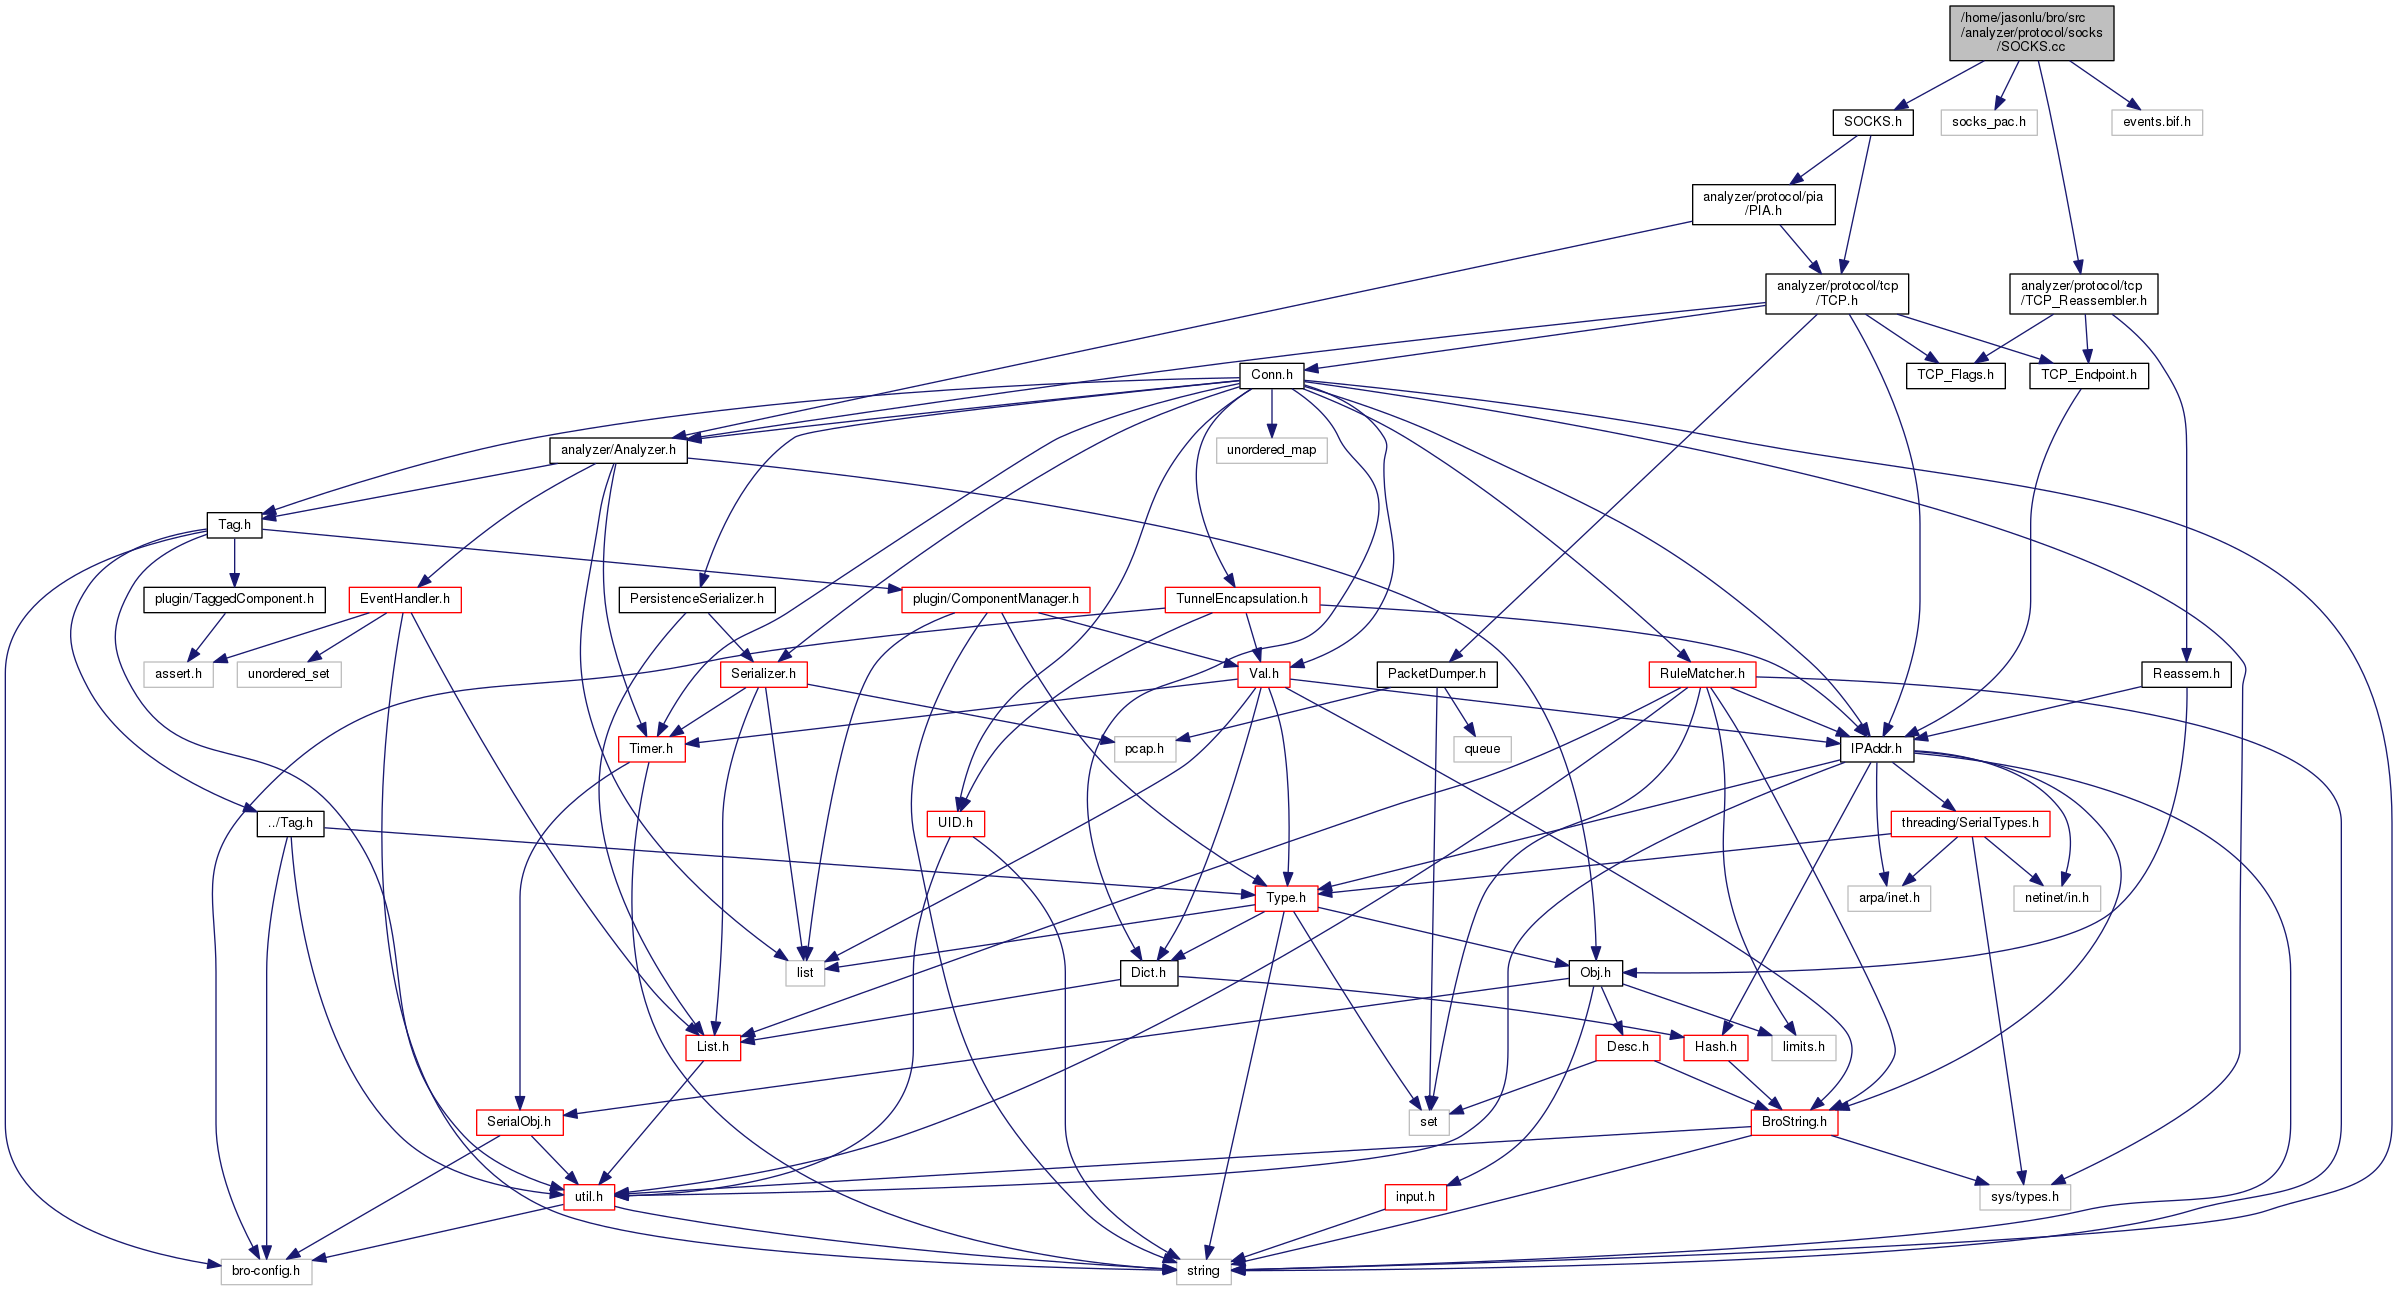 /home/jasonlu/bro/src
/analyzer/protocol/socks
/SOCKS.cc
SOCKS.h
socks_pac.h
events.bif.h
analyzer/protocol/pia
/PIA.h
analyzer/protocol/tcp
/TCP.h
analyzer/protocol/tcp
/TCP_Reassembler.h
Conn.h
TCP_Flags.h
TCP_Endpoint.h
analyzer/Analyzer.h
unordered_map
Tag.h
plugin/TaggedComponent.h
EventHandler.h
PersistenceSerializer.h
plugin/ComponentManager.h
TunnelEncapsulation.h
assert.h
unordered_set
Serializer.h
Val.h
PacketDumper.h
RuleMatcher.h
Reassem.h
Timer.h
pcap.h
queue
IPAddr.h
../Tag.h
UID.h
threading/SerialTypes.h
Type.h
arpa/inet.h
netinet/in.h
list
Dict.h
Obj.h
List.h
Desc.h
Hash.h
limits.h
SerialObj.h
set
BroString.h
util.h
input.h
sys/types.h
bro-config.h
string